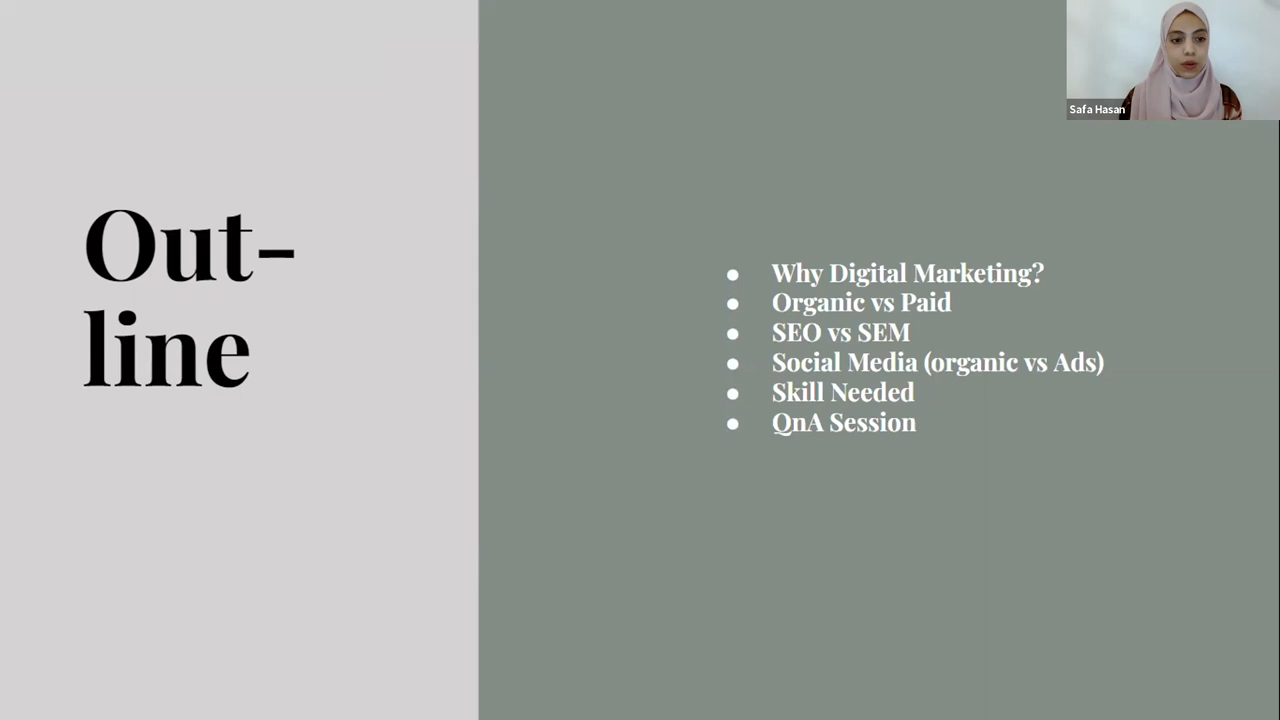 Out-
line
• Why Digital Marketing?
• Organic vs Paid
• SEO vs SEM
• Social Media (organic vs Ads)
• Skill Needed
• QnA Session
Safa Hasan